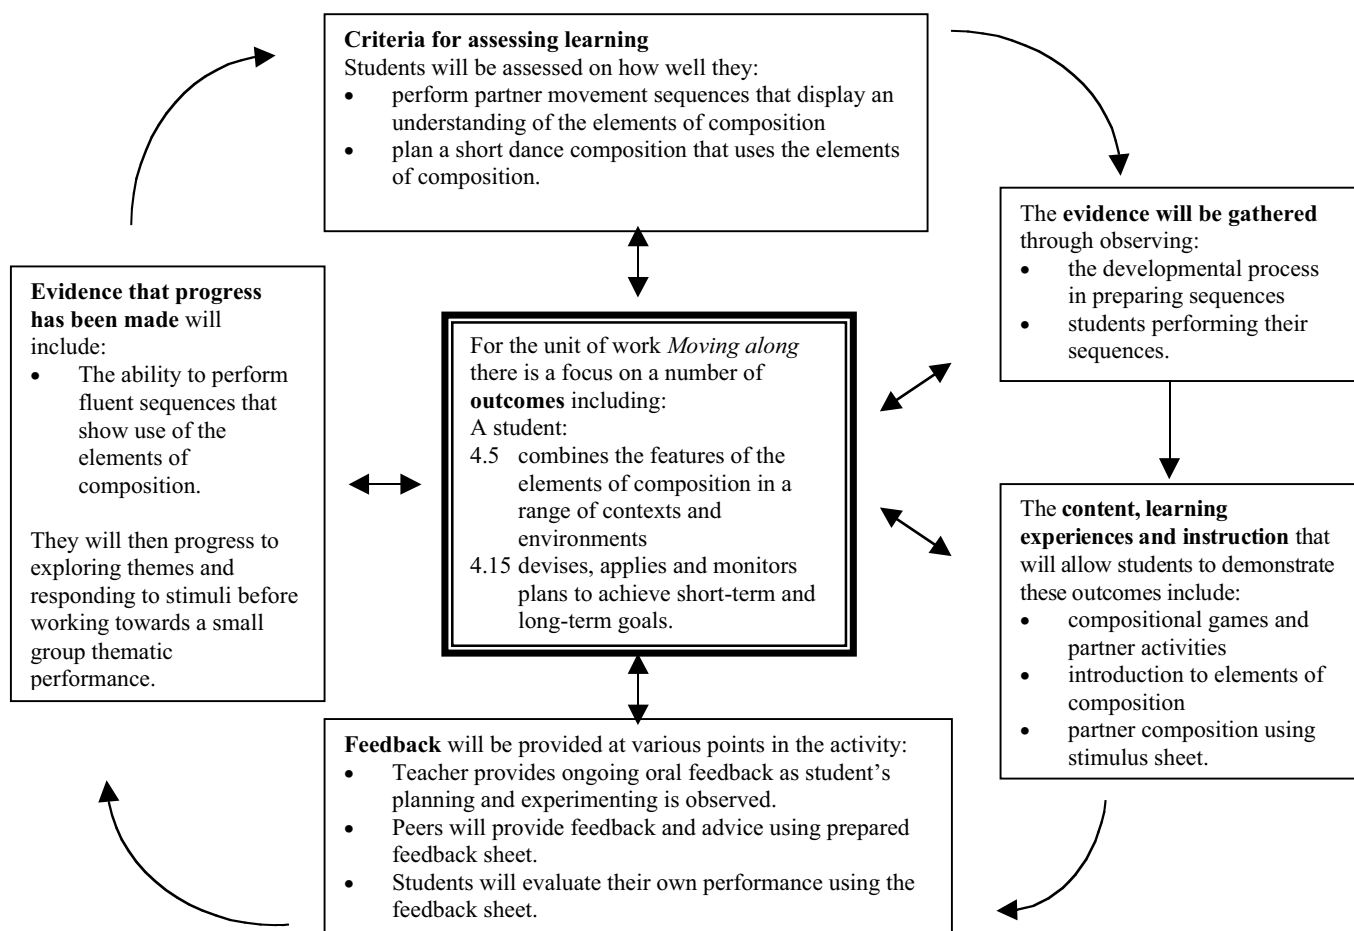 Criteria for assessing learning
Students will be assessed on how well they:
• perform partner movement sequences that display an
understanding of the elements of composition
• plan a short dance composition that uses the elements
of composition.
The evidence will be gathered
through observing:
• the developmental process
in preparing sequences
• students performing their
sequences.
Evidence that progress
has been made will
include:
• The ability to perform
fluent sequences that
show use of the
elements of
composition.
They will then progress to
exploring themes and
responding to stimuli before
working towards a small
group thematic
performance.
For the unit of work Moving along
there is a focus on a number of
outcomes including:
A student:
4.5 combines the features of the
elements of composition in a
range of contexts and
environments
4.15 devises, applies and monitors
plans to achieve short-term and
long-term goals.
The content, learning
experiences and instruction that
will allow students to demonstrate
these outcomes include:
• compositional games and
partner activities
• introduction to elements of
composition
• partner composition using
stimulus sheet.
Feedback will be provided at various points in the activity:
• Teacher provides ongoing oral feedback as student’s
planning and experimenting is observed.
• Peers will provide feedback and advice using prepared
feedback sheet.
• Students will evaluate their own performance using the
feedback sheet.